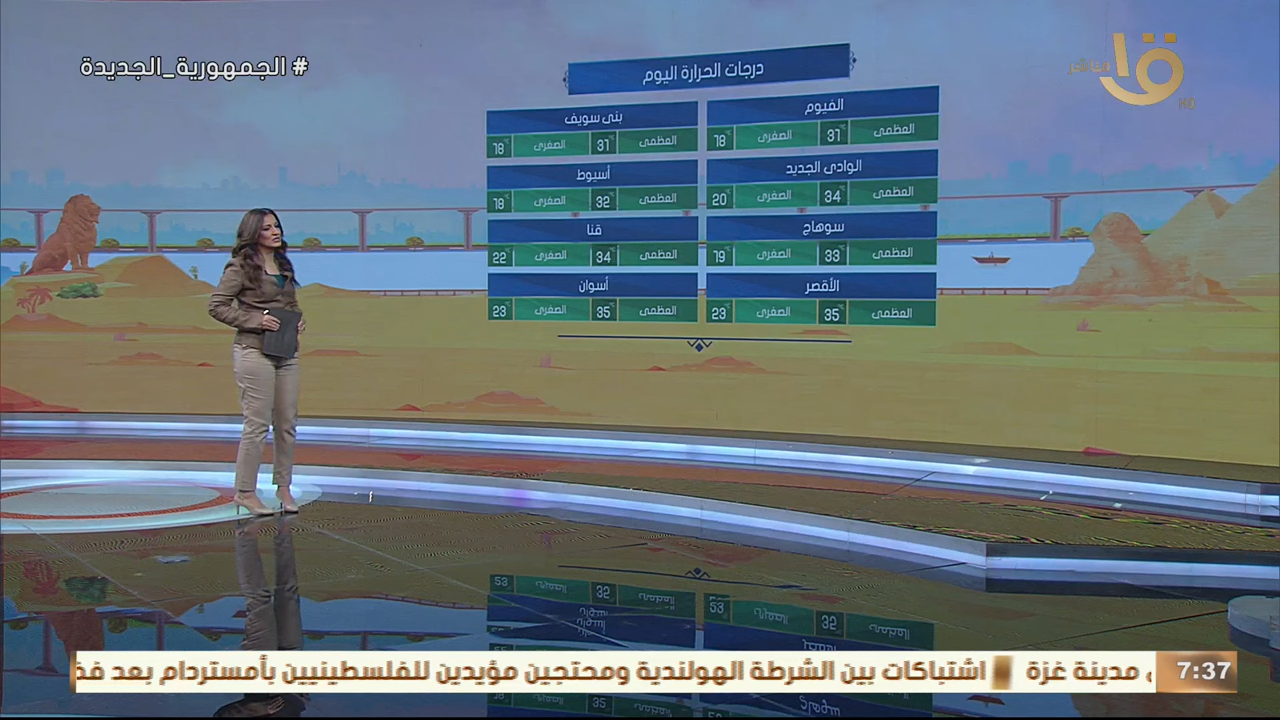 #الجمهورية_الجديدة
مباشر
HD
درجات الحرارة اليوم
الفيوم
العظمى 31°c الصغرى 18°c
بنى سويف
العظمى 31°c الصغرى 18°c
الوادى الجديد
العظمى 34°c الصغرى 20°c
أسيوط
العظمى 32°c الصغرى 18°c
سوهاج
العظمى 33°c الصغرى 19°c
قنا
العظمى 34°c الصغرى 22°c
الأقصر
العظمى 35°c الصغرى 23°c
أسوان
العظمى 35°c الصغرى 23°c
7:37
مدينة غزة اشتباكات بين الشرطة الهولندية ومحتجين مؤيدين للفلسطينيين بأمستردام بعد